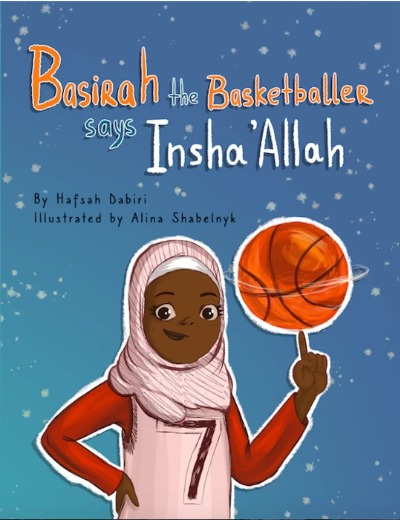 Basirah the Basketballer
says Insha'Allah
By Hafsah Dabiri
Illustrated by Alina Shabelnyk
7